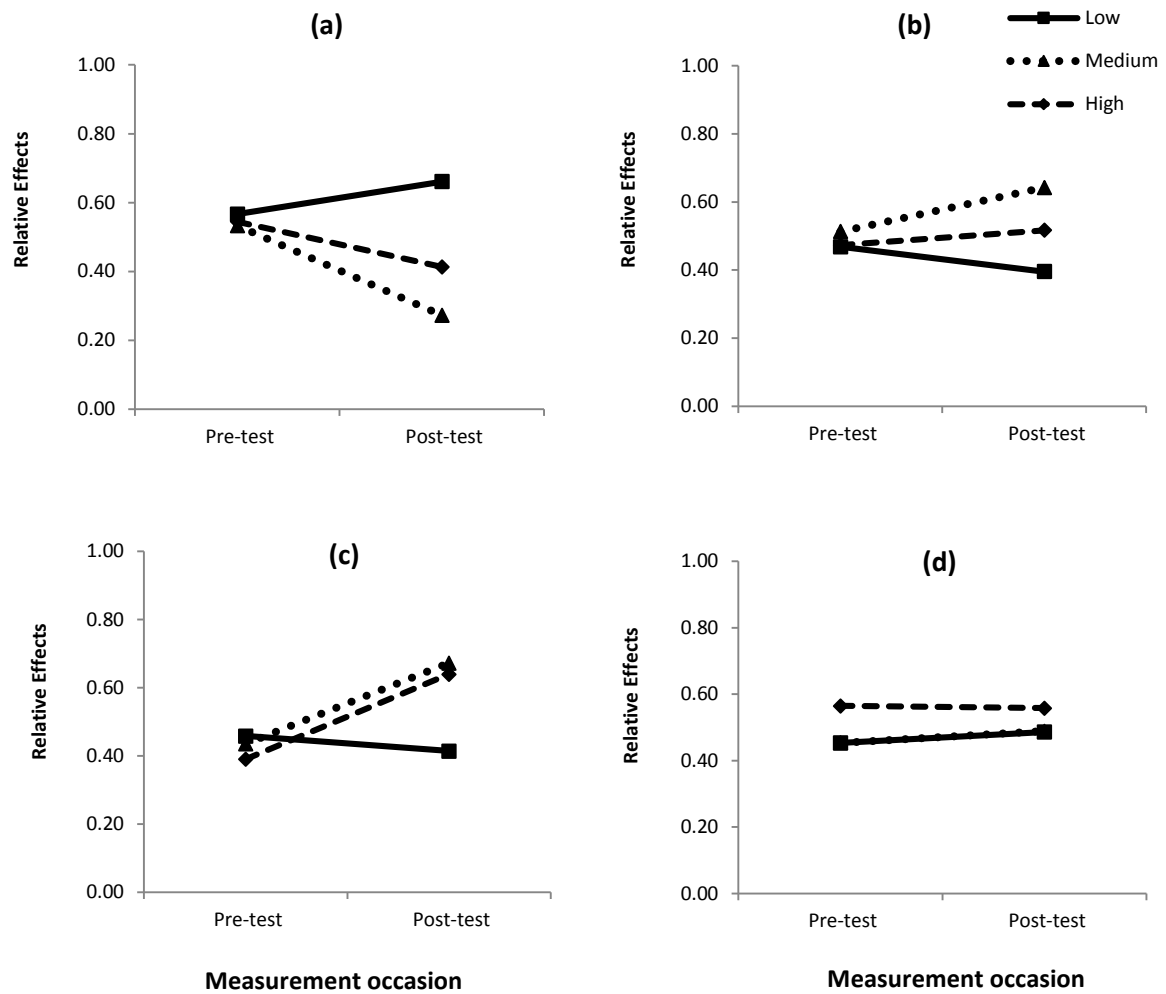 (a)
Relative Effects
1.00
0.80
0.60
0.40
0.20
0.00
Pre-test Post-test
(b)
Low
Medium
High
Relative Effects
1.00
0.80
0.60
0.40
0.20
0.00
Pre-test Post-test
(c)
Relative Effects
1.00
0.80
0.60
0.40
0.20
0.00
Pre-test Post-test
Measurement occasion
(d)
Relative Effects
1.00
0.80
0.60
0.40
0.20
0.00
Pre-test Post-test
Measurement occasion